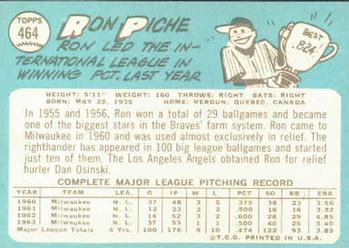 TOPPS
464
RON PICHE
RON LED THE IN-
TERNATIONAL LEAGUE IN
WINNING PCT. LAST YEAR
BEST
.824
HEIGHT: 5'11" WEIGHT: 160 THROWS: RIGHT BATS: RIGHT
BORN: MAY 22, 1935 HOME: VERDUN, QUEBEC, CANADA
In 1955 and 1956, Ron won a total of 29 ballgames and became
one of the biggest stars in the Braves' farm system. Ron came to
Milwaukee in 1960 and was used almost exclusively in relief. The
righthander has appeared in 100 big league ballgames and started
just ten of them. The Los Angeles Angels obtained Ron for relief
hurler Dan Osinski.
COMPLETE MAJOR LEAGUE PITCHING RECORD
YEAR TEAM LEA. G IP W L PCT SO BB ERA
1960 Milwaukee N. L. 37 48 3 5 .375 38 23 3.56
1961 Milwaukee N. L. 12 23 2 2 .500 16 16 3.52
1962 Milwaukee N. L. 14 52 3 2 .600 28 29 4.85
1963 Milwaukee N. L. 37 53 1 1 .500 40 25 3.40
Major League Totals 4 Yrs. 100 176 9 10 .474 122 93 3.89
© T.C.G. PRINTED IN U.S.A.